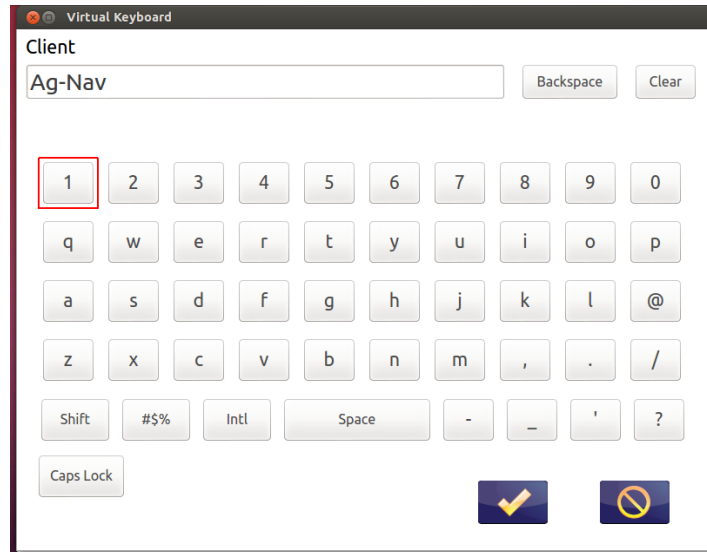 Virtual Keyboard
Client
Ag-Nav Backspace Clear
1 2 3 4 5 6 7 8 9 0
q w e r t y u i o p
a s d f g h j k l @
z x c v b n m , . /
Shift #$% Intl Space - _ ' ?
Caps Lock